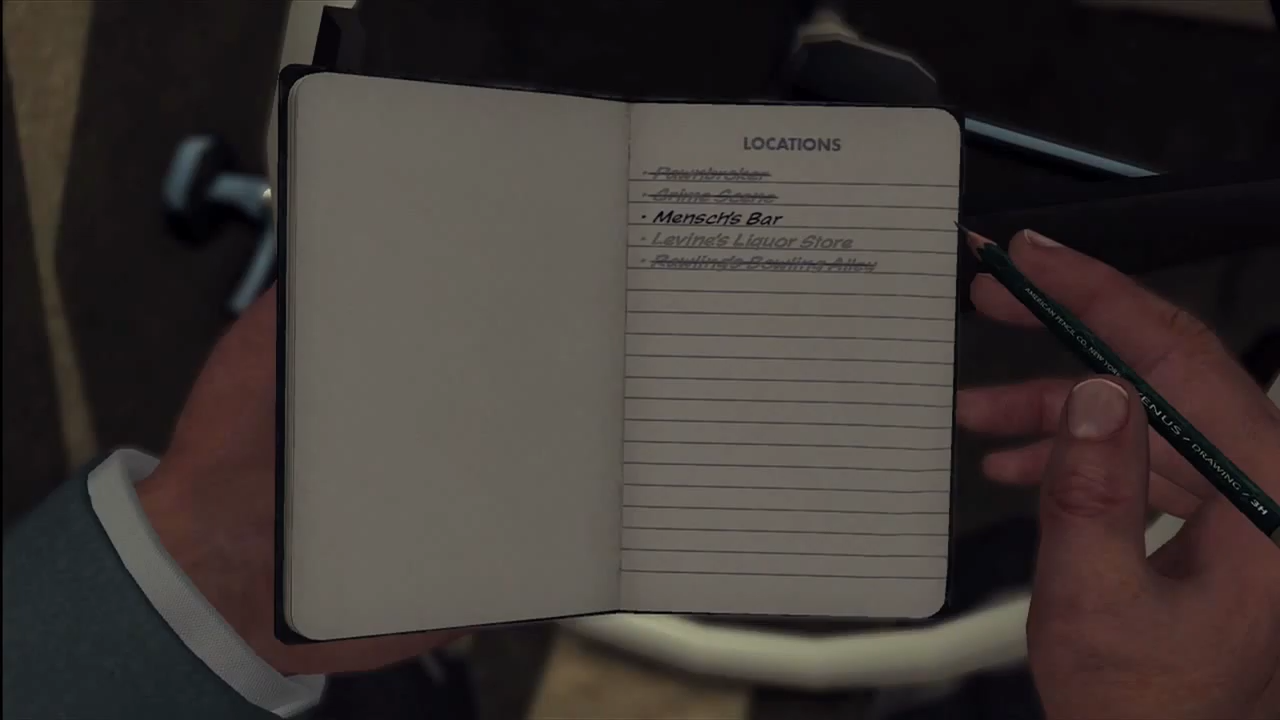 LOCATIONS
· Pawnbroker
· Crime Scene
· Mensch's Bar
· Levine's Liquor Store
· Rawling's Bowling Alley
AMERICAN PENCIL CO. NEW YORK
VENUS / DRAWING / 3H